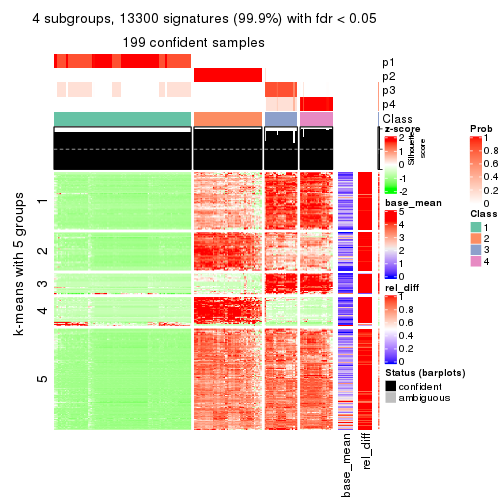 4 subgroups, 13300 signatures (99.9%) with fdr < 0.05
199 confident samples
p1
p2
p3
p4
Class
z-score
2
1
0
-1
-2
Silhouette
score
Prob
1
0.8
0.6
0.4
0.2
0
base_mean
5
4
3
2
1
0
Class
1
2
3
4
rel_diff
1
0.8
0.6
0.4
0.2
0
Status (barplots)
confident
ambiguous
k-means with 5 groups
1
2
3
4
5
base_mean
rel_diff